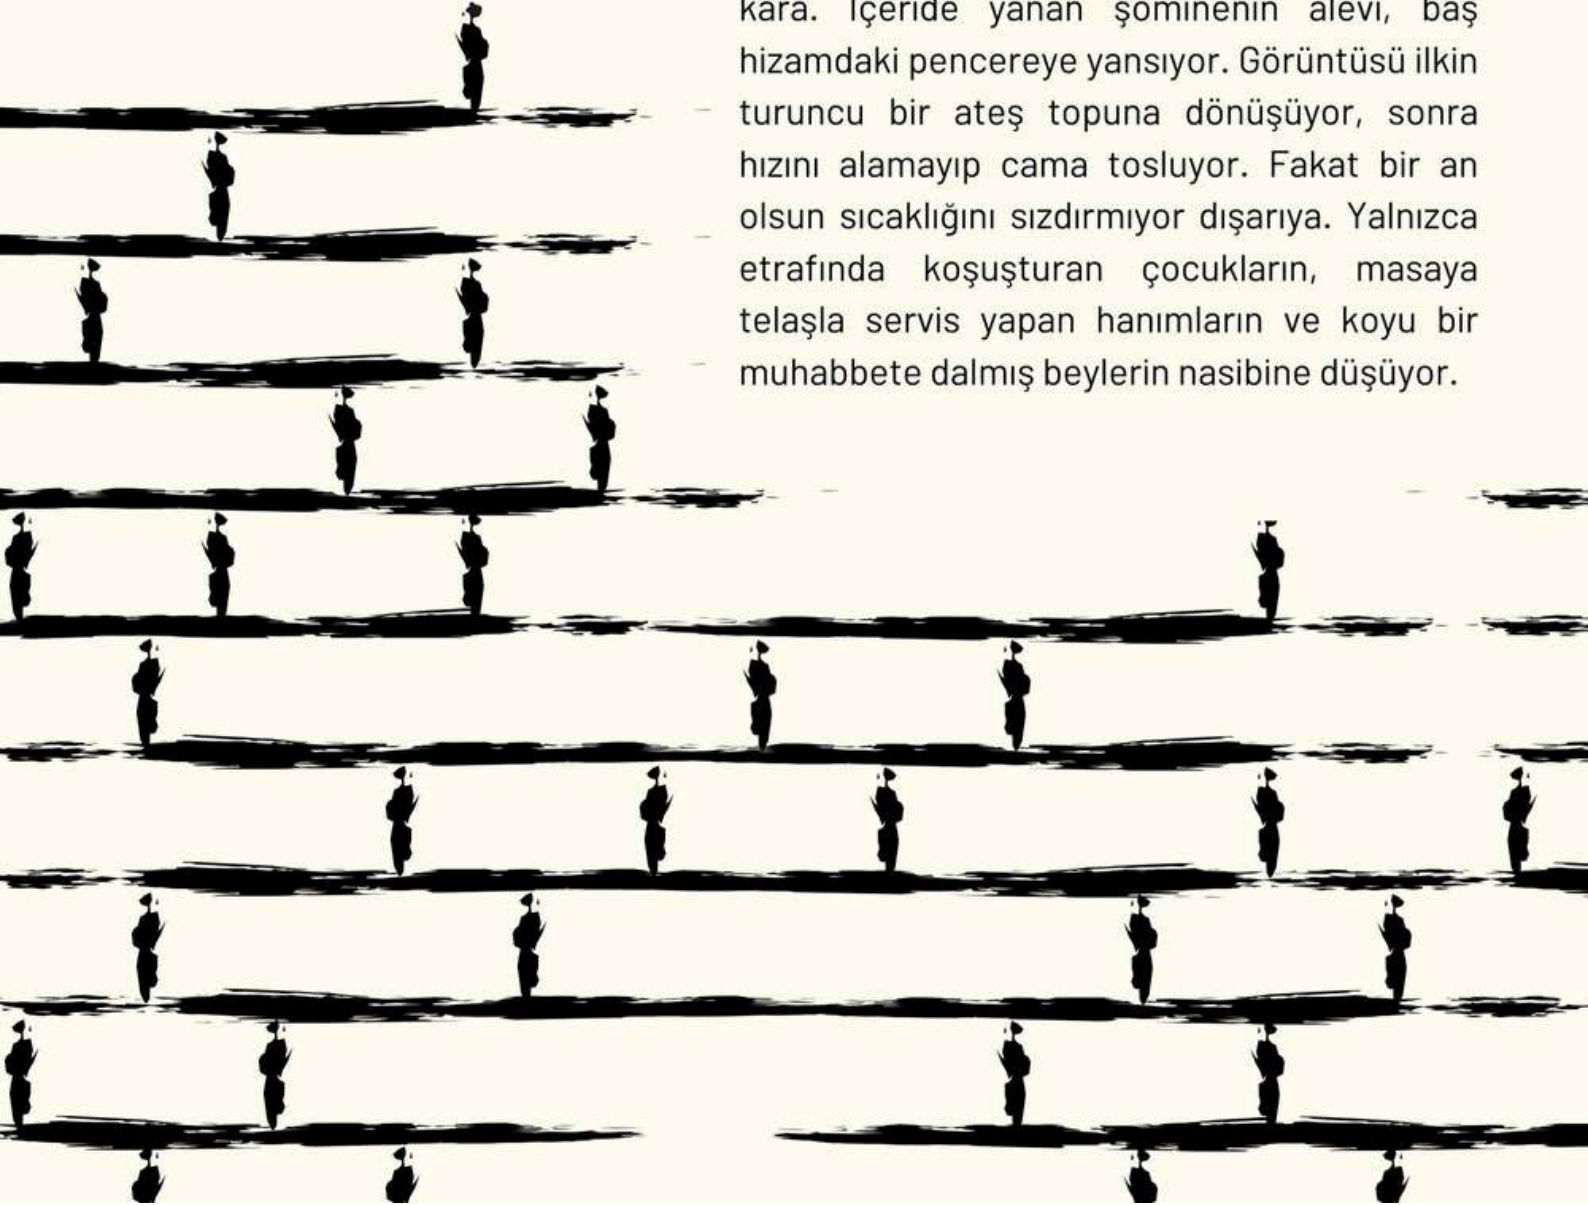 kara. İçeride yanan şöminenin alevi, baş
hizamdaki pencereye yansıyor. Görüntüsü ilkin
turuncu bir ateş topuna dönüşüyor, sonra
hızını alamayıp cama tosluyor. Fakat bir an
olsun sıcaklığını sızdırmıyor dışarıya. Yalnızca
etrafında koşuşturan çocukların, masaya
telaşla servis yapan hanımların ve koyu bir
muhabbete dalmış beylerin nasibine düşüyor.